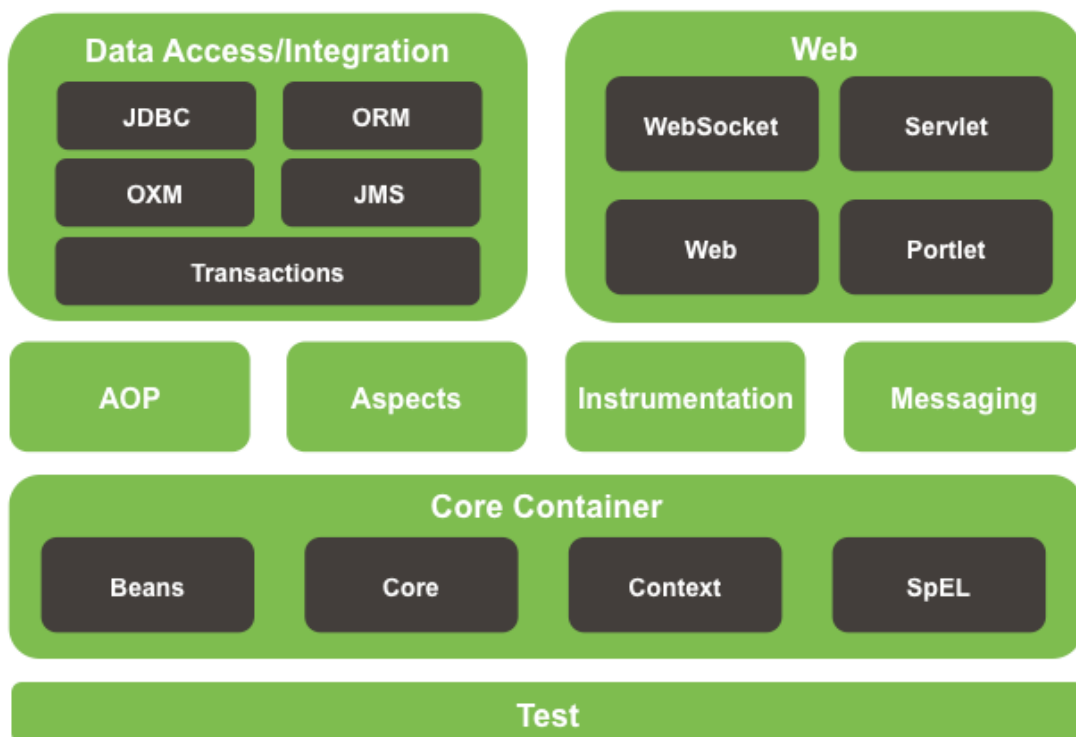 Data Access/Integration
JDBC
ORM
OXM
JMS
Transactions
Web
WebSocket
Servlet
Web
Portlet
AOP
Aspects
Instrumentation
Messaging
Core Container
Beans
Core
Context
SpEL
Test